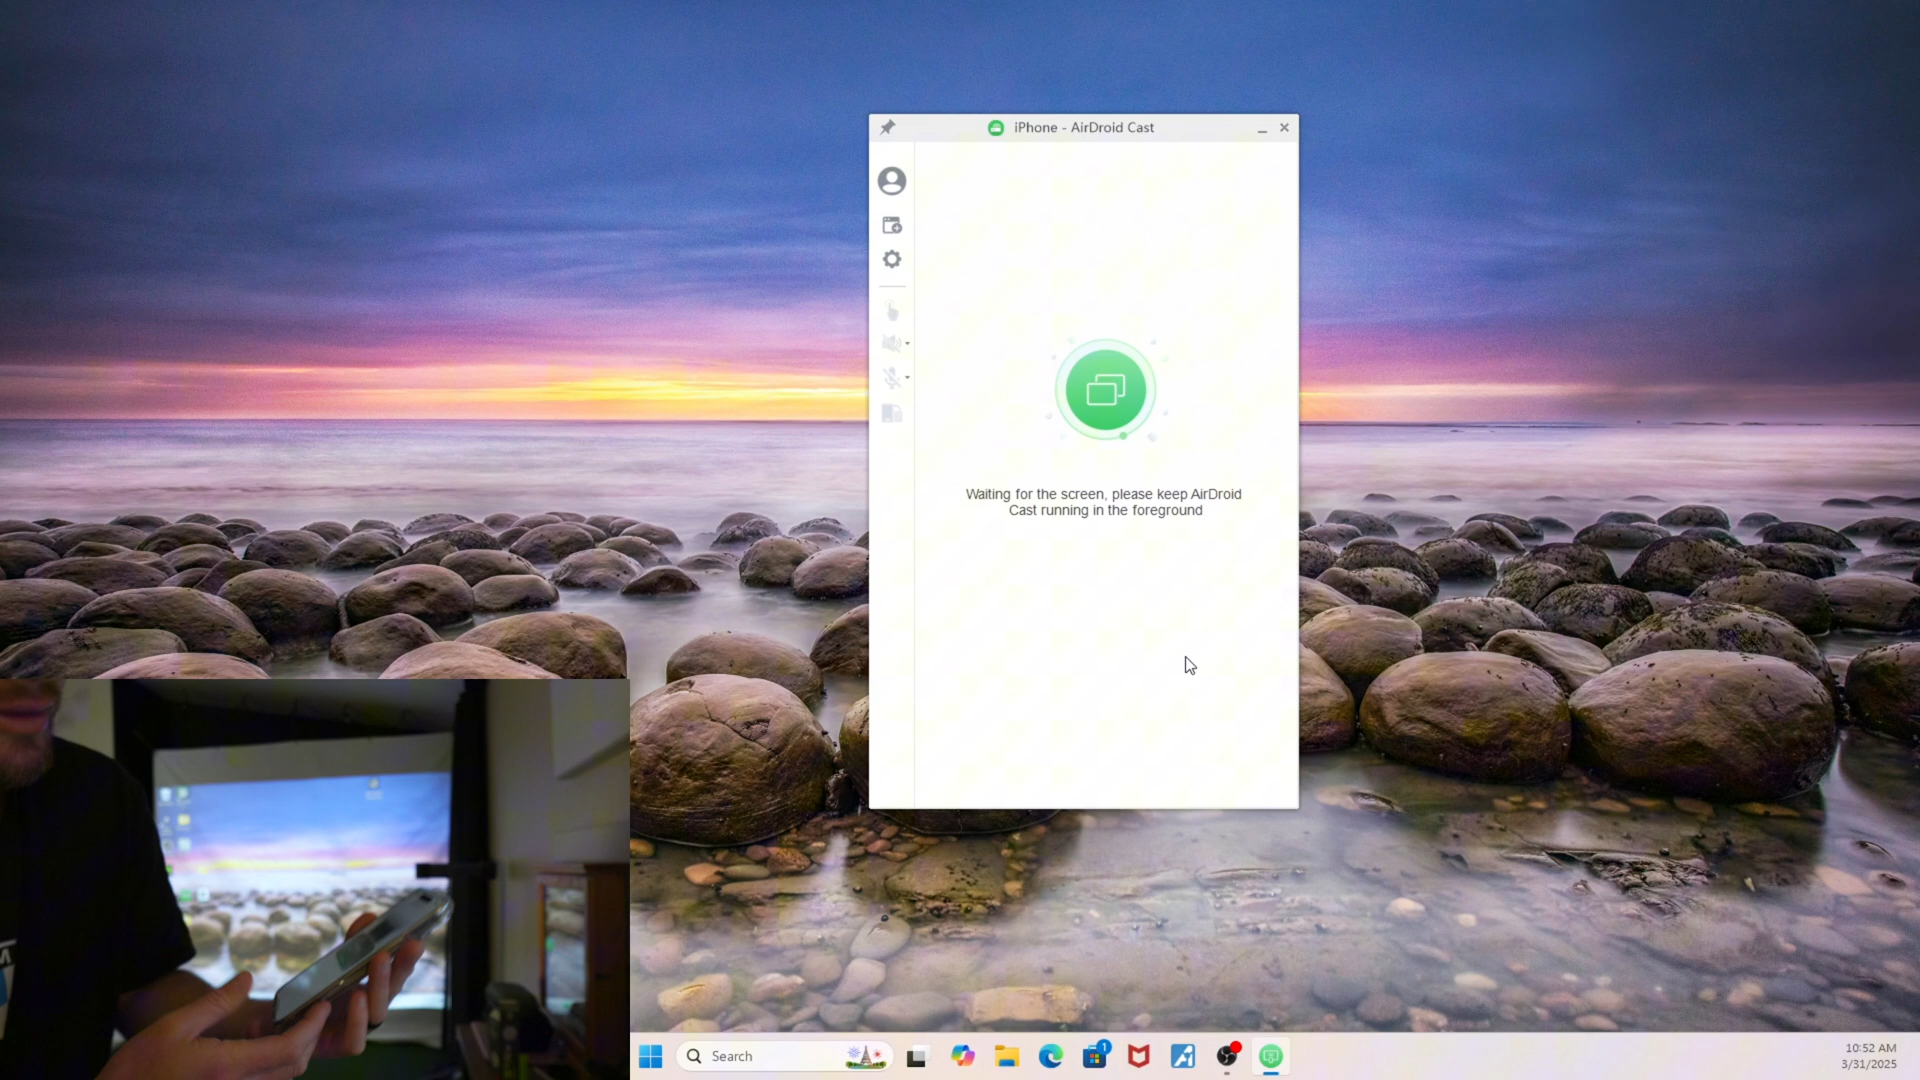 iPhone - AirDroid Cast
Waiting for the screen, please keep AirDroid
Cast running in the foreground
Search
1
10:52 AM
3/31/2025